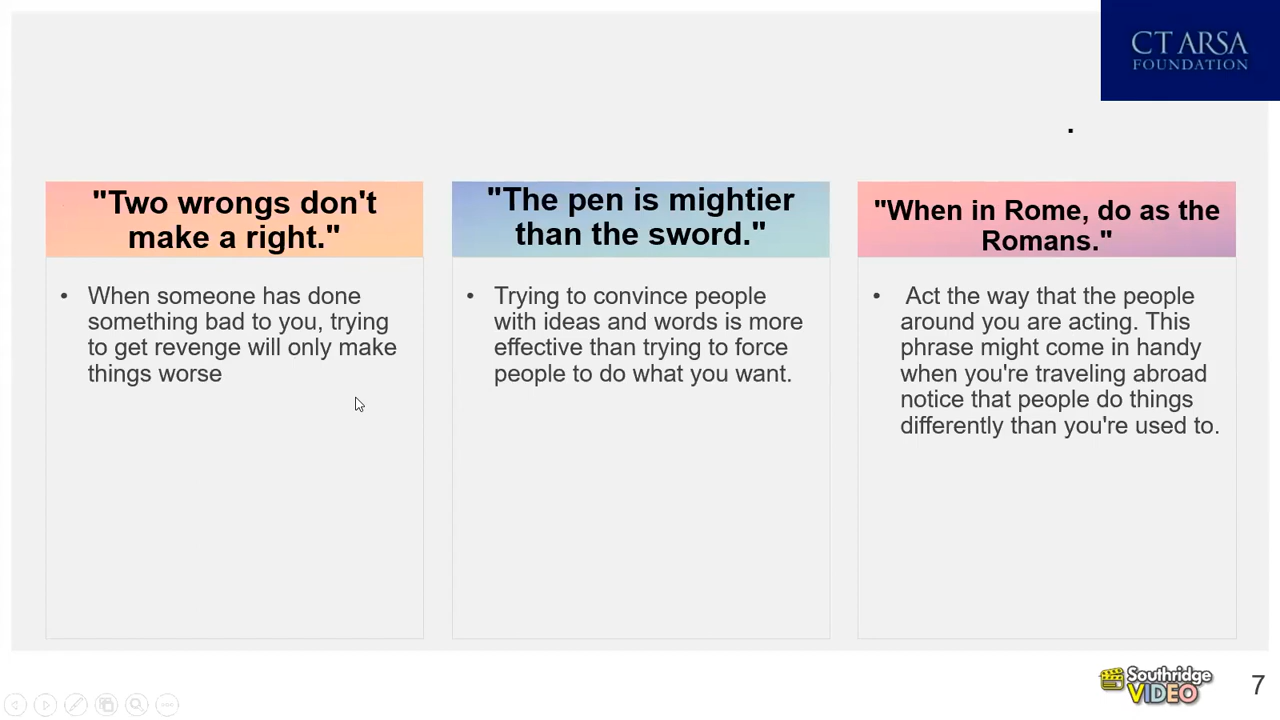 CT ARSA
FOUNDATION
.
"Two wrongs don't
make a right."
• When someone has done
something bad to you, trying
to get revenge will only make
things worse
"The pen is mightier
than the sword."
• Trying to convince people
with ideas and words is more
effective than trying to force
people to do what you want.
"When in Rome, do as the
Romans."
• Act the way that the people
around you are acting. This
phrase might come in handy
when you're traveling abroad
notice that people do things
differently than you're used to.
Southridge
VIDEO
7